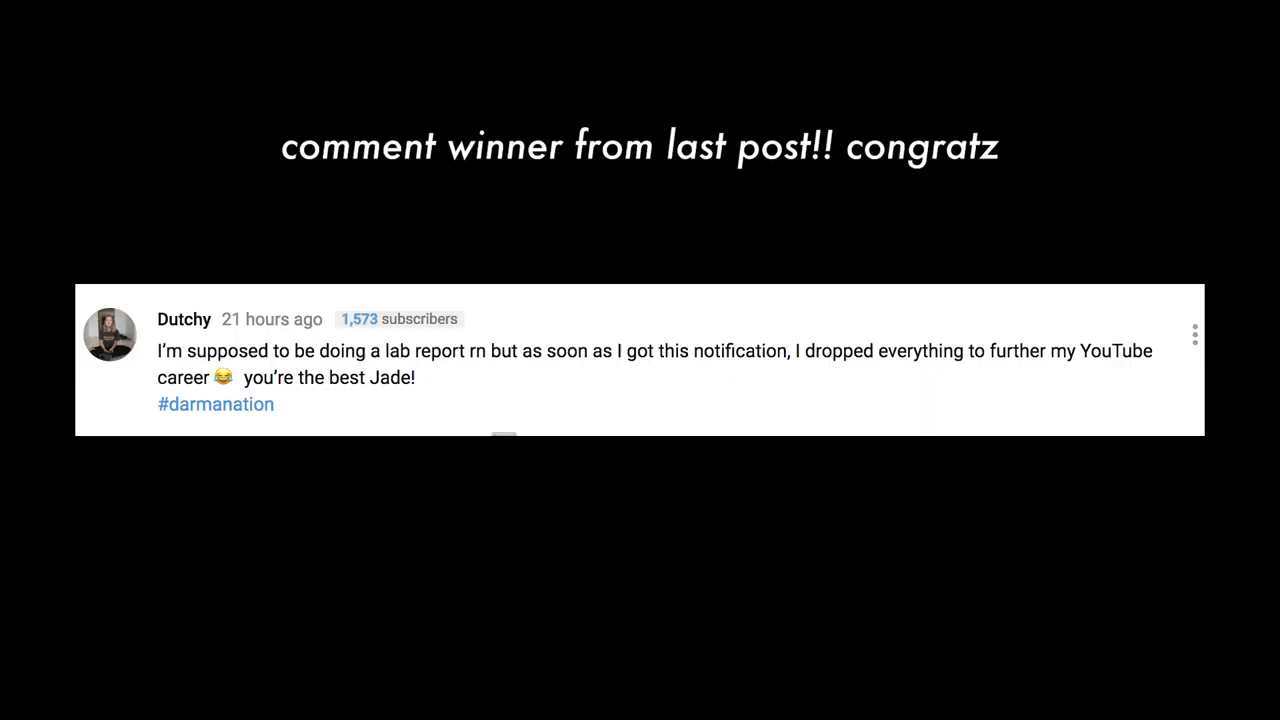 comment winner from last post!! congratz
Dutchy 21 hours ago 1,573 subscribers
I’m supposed to be doing a lab report rn but as soon as I got this notification, I dropped everything to further my YouTube
career 😂 you’re the best Jade!
#darmanation